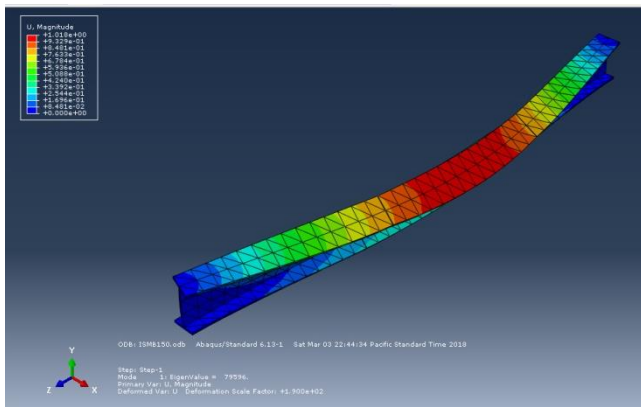 U, Magnitude
+1.018e+00
+9.329e-01
+8.481e-01
+7.633e-01
+6.784e-01
+5.936e-01
+5.088e-01
+4.240e-01
+3.392e-01
+2.544e-01
+1.696e-01
+8.481e-02
+0.000e+00
ODB: ISMB150.odb Abaqus/Standard 6.13-1 Sat Mar 03 22:44:34 Pacific Standard Time 2018
Step: Step-1
Mode 1: EigenValue = 79596.
Primary Var: U, Magnitude
Deformed Var: U Deformation Scale Factor: +1.900e+02
Y
Z X